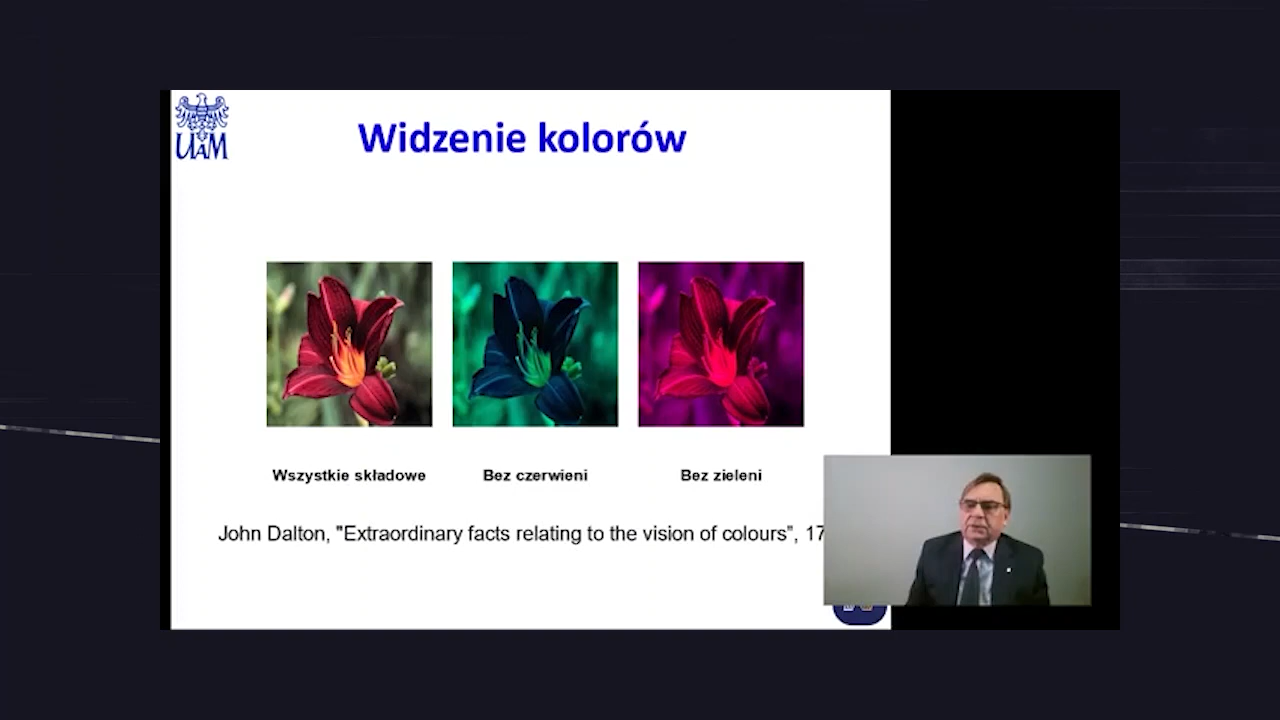 UAM
Widzenie kolorów
Wszystkie składowe
Bez czerwieni
Bez zieleni
John Dalton, "Extraordinary facts relating to the vision of colours”, 17